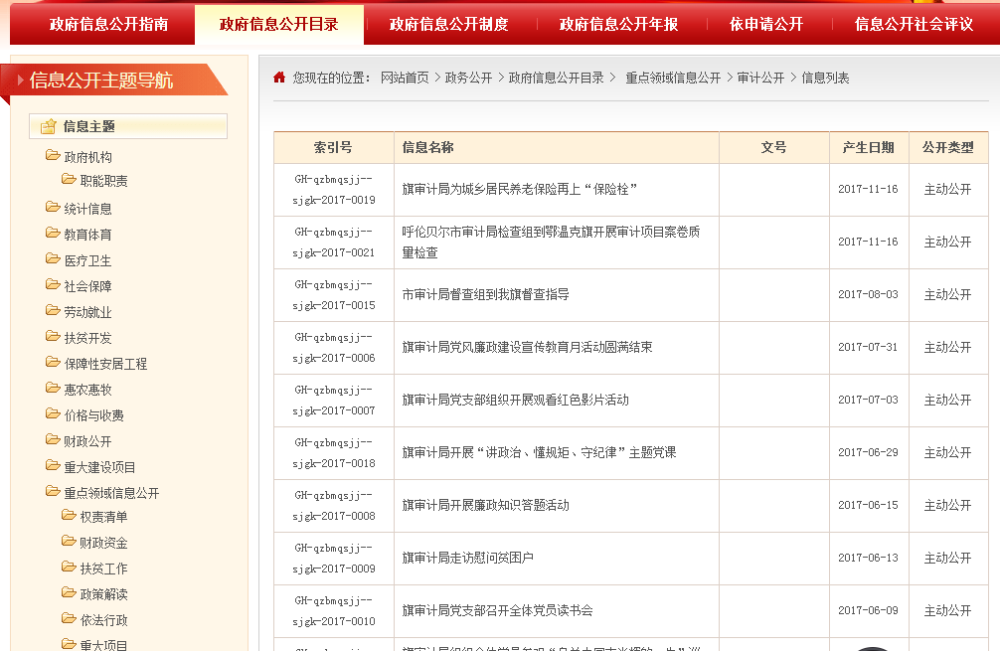 政府信息公开指南 政府信息公开目录 政府信息公开制度 政府信息公开年报 依申请公开 信息公开社会评议
信息公开主题导航
信息主题
政府机构
职能职责
统计信息
教育体育
医疗卫生
社会保障
劳动就业
扶贫开发
保障性安居工程
惠农惠牧
价格与收费
财政公开
重大建设项目
重点领域信息公开
权责清单
财政资金
扶贫工作
政策解读
依法行政
重大项目
您现在的位置: 网站首页 > 政务公开 > 政府信息公开目录 > 重点领域信息公开 > 审计公开 > 信息列表
索引号 信息名称 文号 产生日期 公开类型
GH-qzbmqsjj--
sjgk-2017-0019 旗审计局为城乡居民养老保险再上“保险栓” 2017-11-16 主动公开
GH-qzbmqsjj-- 呼伦贝尔市审计局检查组到鄂温克旗开展审计项目案卷质
sjgk-2017-0021 量检查 2017-11-16 主动公开
GH-qzbmqsjj--
sjgk-2017-0015 市审计局督查组到我旗督查指导 2017-08-03 主动公开
GH-qzbmqsjj--
sjgk-2017-0006 旗审计局党风廉政建设宣传教育月活动圆满结束 2017-07-31 主动公开
GH-qzbmqsjj--
sjgk-2017-0007 旗审计局党支部组织开展观看红色影片活动 2017-07-03 主动公开
GH-qzbmqsjj--
sjgk-2017-0018 旗审计局开展“讲政治、懂规矩、守纪律”主题党课 2017-06-29 主动公开
GH-qzbmqsjj--
sjgk-2017-0008 旗审计局开展廉政知识答题活动 2017-06-15 主动公开
GH-qzbmqsjj--
sjgk-2017-0009 旗审计局走访慰问贫困户 2017-06-13 主动公开
GH-qzbmqsjj--
sjgk-2017-0010 旗审计局党支部召开全体党员读书会 2017-06-09 主动公开
GH-qzbmqsjj--